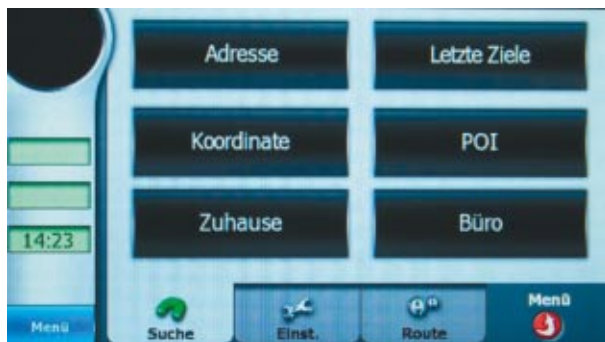 Adresse
Letzte Ziele
Koordinate
POI
Zuhause
Büro
14:23
Menü
Suche
Einst.
Route
Menü